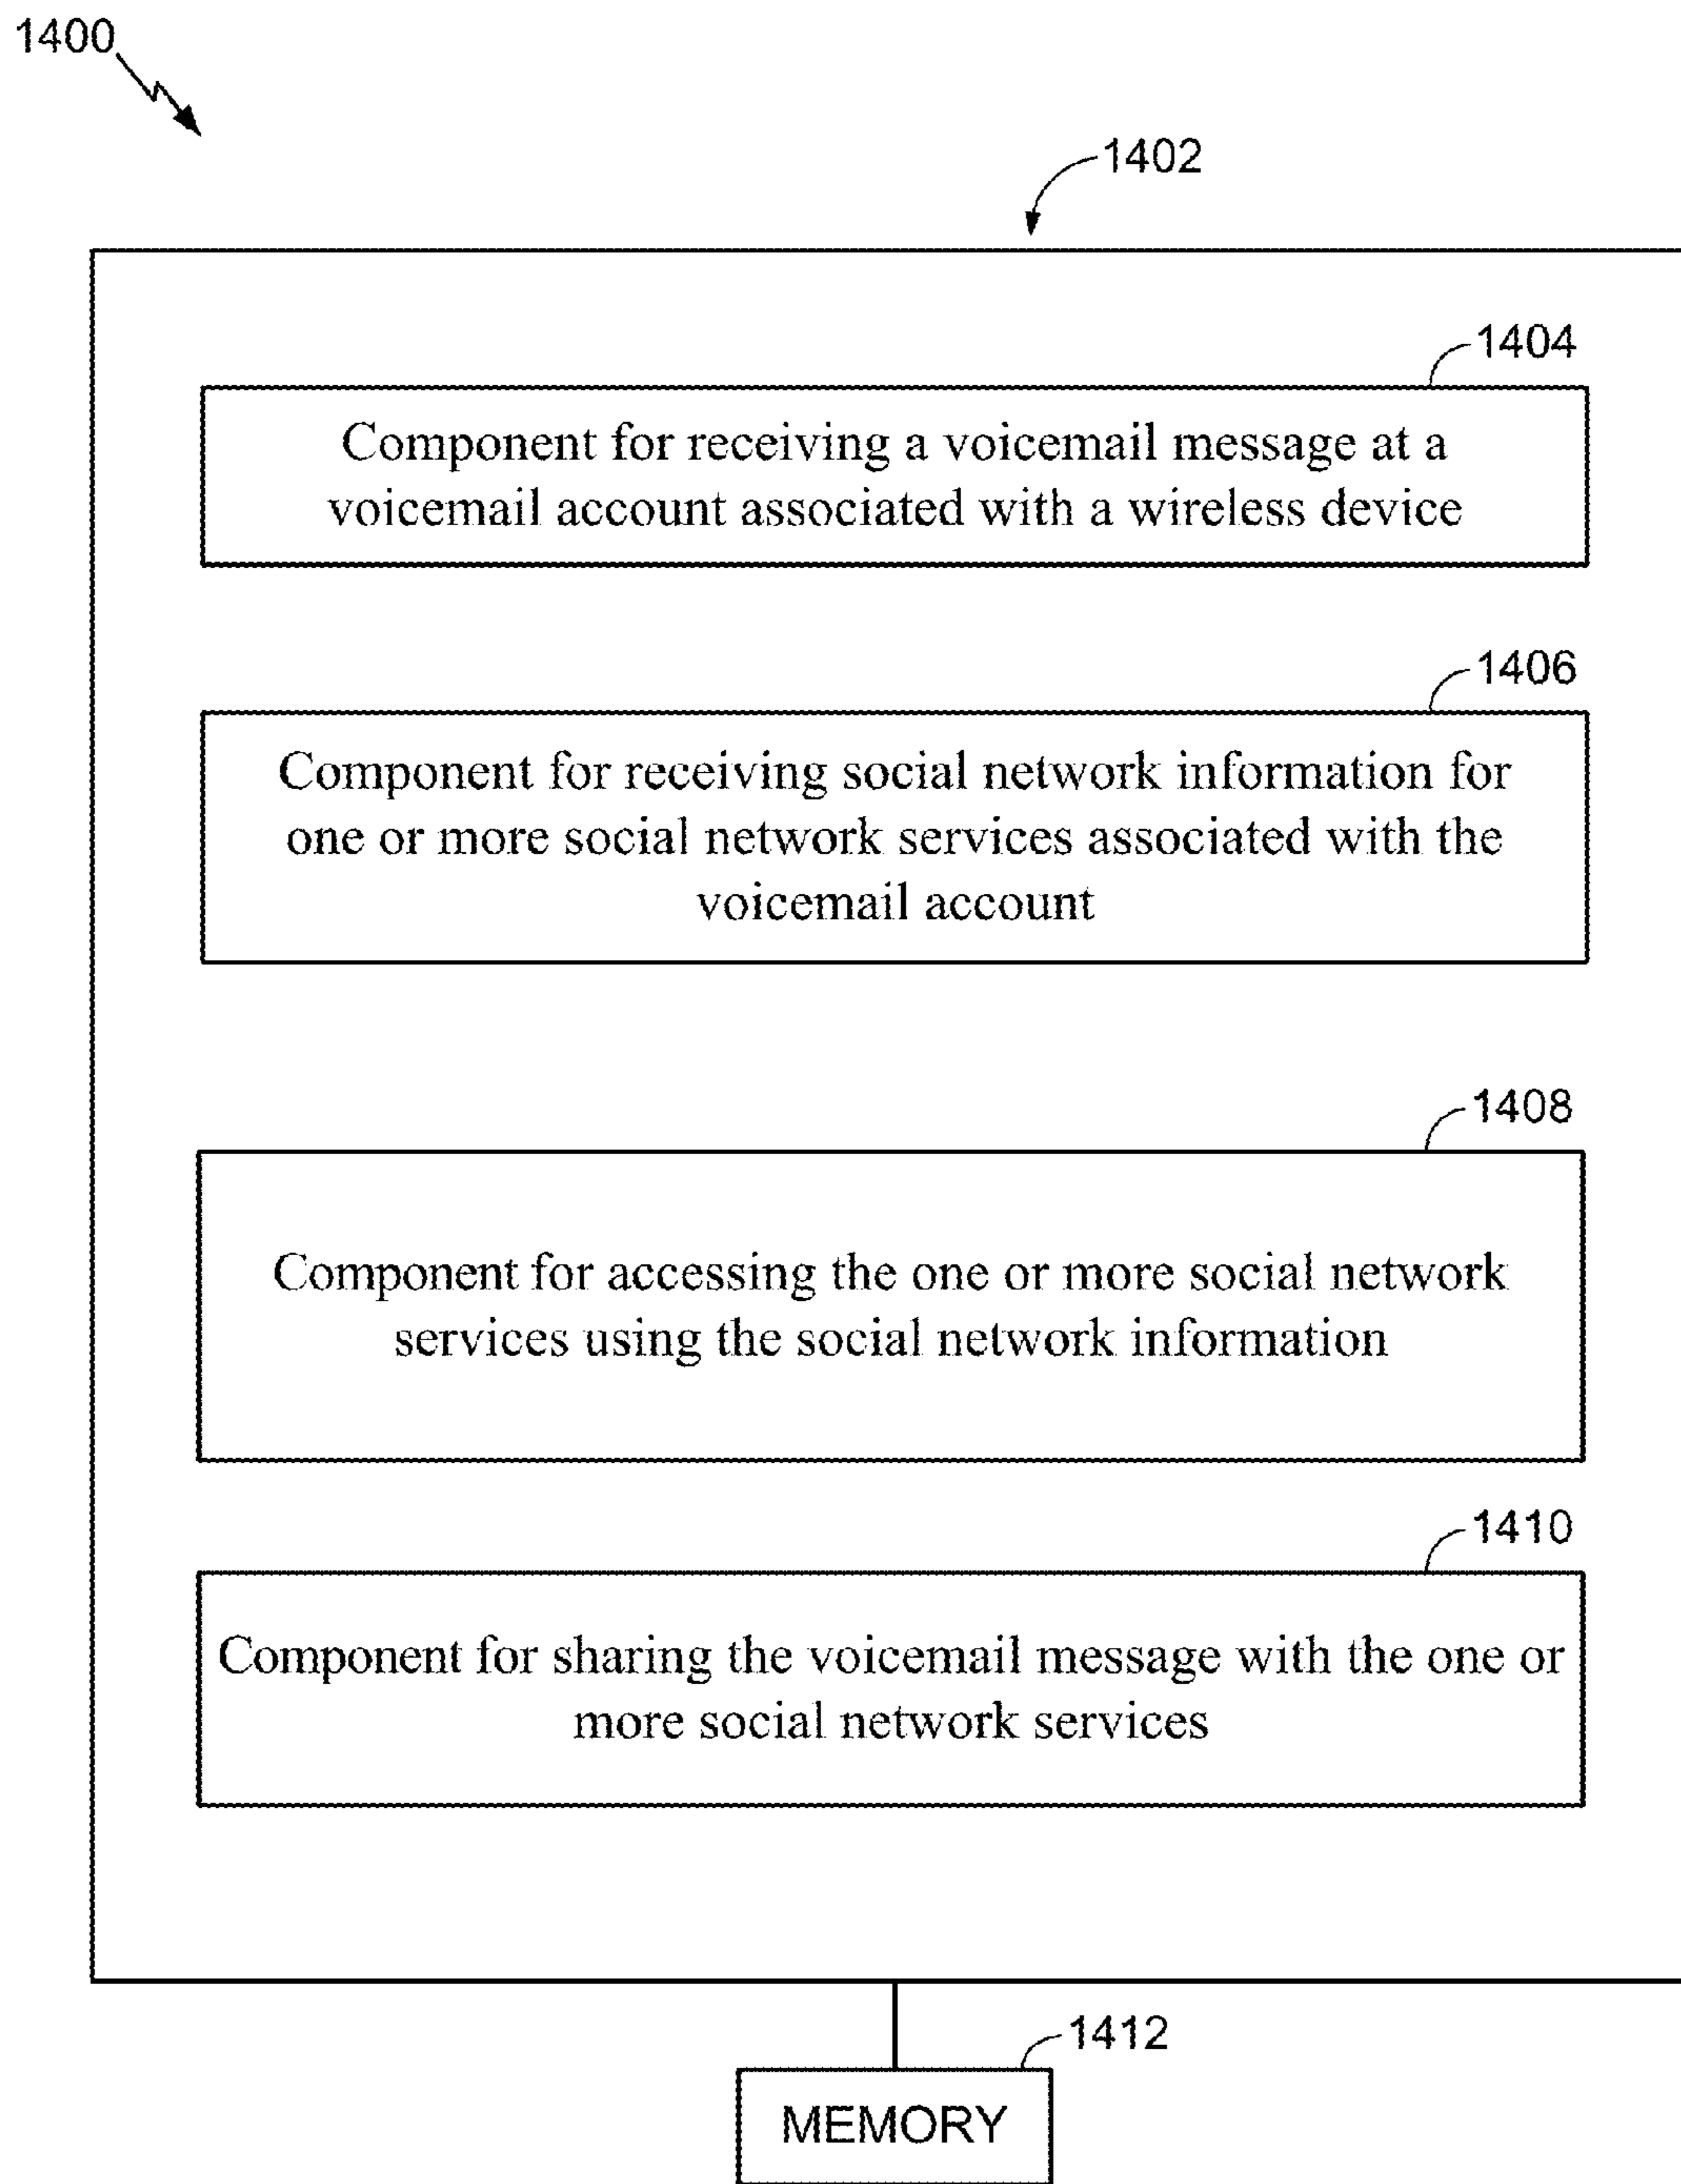 1400
1402
1404
Component for receiving a voicemail message at a
voicemail account associated with a wireless device
1406
Component for receiving social network information for
one or more social network services associated with the
voicemail account
1408
Component for accessing the one or more social network
services using the social network information
1410
Component for sharing the voicemail message with the one or
more social network services
1412
MEMORY